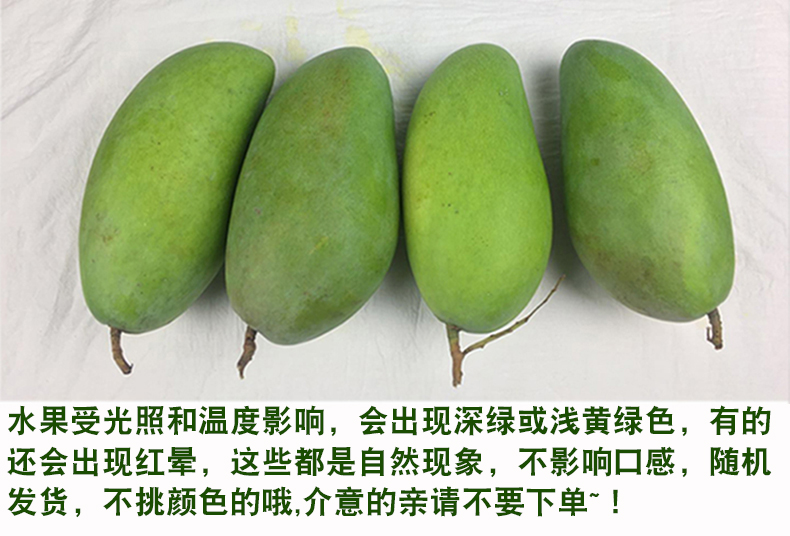 水果受光照和温度影响，会出现深绿或浅黄绿色，有的
还会出现红晕，这些都是自然现象，不影响口感，随机
发货，不挑颜色的哦,介意的亲请不要下单~！